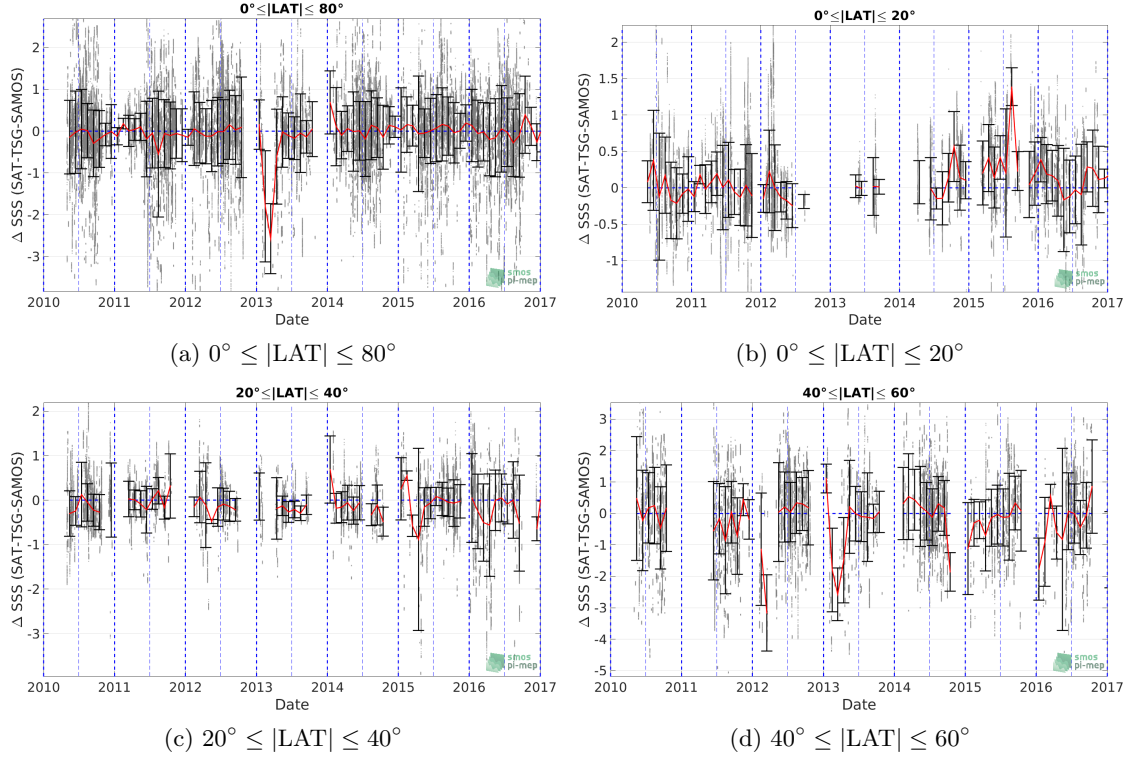 0°≤|LAT|≤ 80°
Δ SSS (SAT-TSG-SAMOS)
2
1
0
-1
-2
-3
smos
pi-mep
2010 2011 2012 2013 2014 2015 2016 2017
Date
(a) 0° ≤ |LAT| ≤ 80°
0°≤|LAT|≤ 20°
Δ SSS (SAT-TSG-SAMOS)
2
1.5
1
0.5
0
-0.5
-1
smos
pi-mep
2010 2011 2012 2013 2014 2015 2016 2017
Date
(b) 0° ≤ |LAT| ≤ 20°
20°≤|LAT|≤ 40°
Δ SSS (SAT-TSG-SAMOS)
2
1
0
-1
-2
-3
smos
pi-mep
2010 2011 2012 2013 2014 2015 2016 2017
Date
(c) 20° ≤ |LAT| ≤ 40°
40°≤|LAT|≤ 60°
Δ SSS (SAT-TSG-SAMOS)
3
2
1
0
-1
-2
-3
-4
-5
smos
pi-mep
2010 2011 2012 2013 2014 2015 2016 2017
Date
(d) 40° ≤ |LAT| ≤ 60°